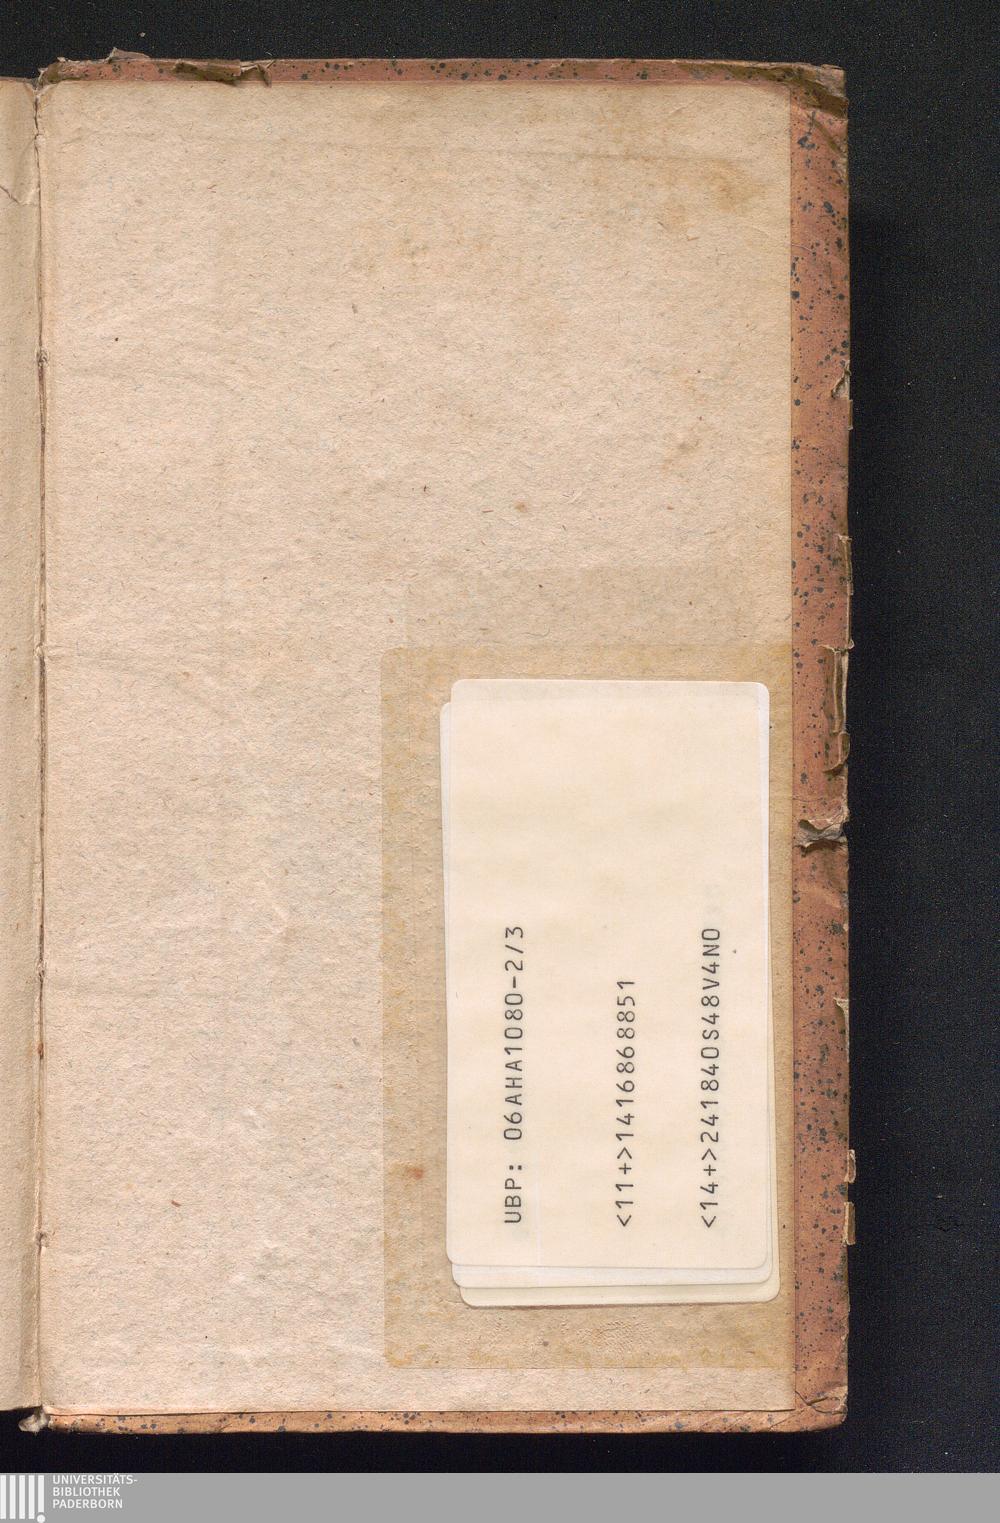 UBP: 06AHA1080-2/3
<11+>1416868851
<14+>241840S48V4N0
UNIVERSITÄTS-
BIBLIOTHEK
PADERBORN